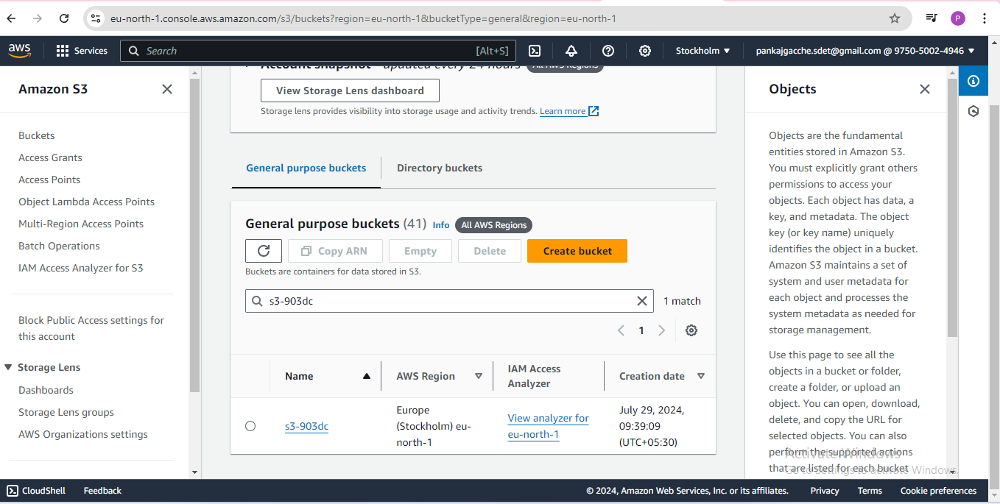 eu-north-1.console.aws.amazon.com/s3/buckets?region=eu-north-1&bucketType=general&region=eu-north-1
P
aws
Services
Search
[Alt+S]
Stockholm
pankajgacche.sdet@gmail.com @ 9750-5002-4946
Amazon S3
Buckets
Access Grants
Access Points
Object Lambda Access Points
Multi-Region Access Points
Batch Operations
IAM Access Analyzer for S3
Block Public Access settings for
this account
Storage Lens
Dashboards
Storage Lens groups
AWS Organizations settings
Account snapshot - updated every 24 hours All AWS Regions
View Storage Lens dashboard
Storage lens provides visibility into storage usage and activity trends. Learn more
General purpose buckets
Directory buckets
General purpose buckets (41) Info All AWS Regions
Copy ARN
Empty
Delete
Create bucket
Buckets are containers for data stored in S3.
s3-903dc
1 match
1
Name
AWS Region
IAM Access
Analyzer
Creation date
s3-903dc
Europe
(Stockholm) eu-
north-1
View analyzer for
eu-north-1
July 29, 2024,
09:39:09
(UTC+05:30)
Objects
Objects are the fundamental
entities stored in Amazon S3.
You must explicitly grant others
permissions to access your
objects. Each object has data, a
key, and metadata. The object
key (or key name) uniquely
identifies the object in a bucket.
Amazon S3 maintains a set of
system and user metadata for
each object and processes the
system metadata as needed for
storage management.
Use this page to see all the
objects in a bucket or folder,
create a folder, or upload an
object. You can open, download,
delete, and copy the URL for
selected objects. You can also
perform the supported actions
that are listed for each bucket
Activate Windows
Go to Settings to activate Windows.
CloudShell
Feedback
© 2024, Amazon Web Services, Inc. or its affiliates.
Privacy
Terms
Cookie preferences